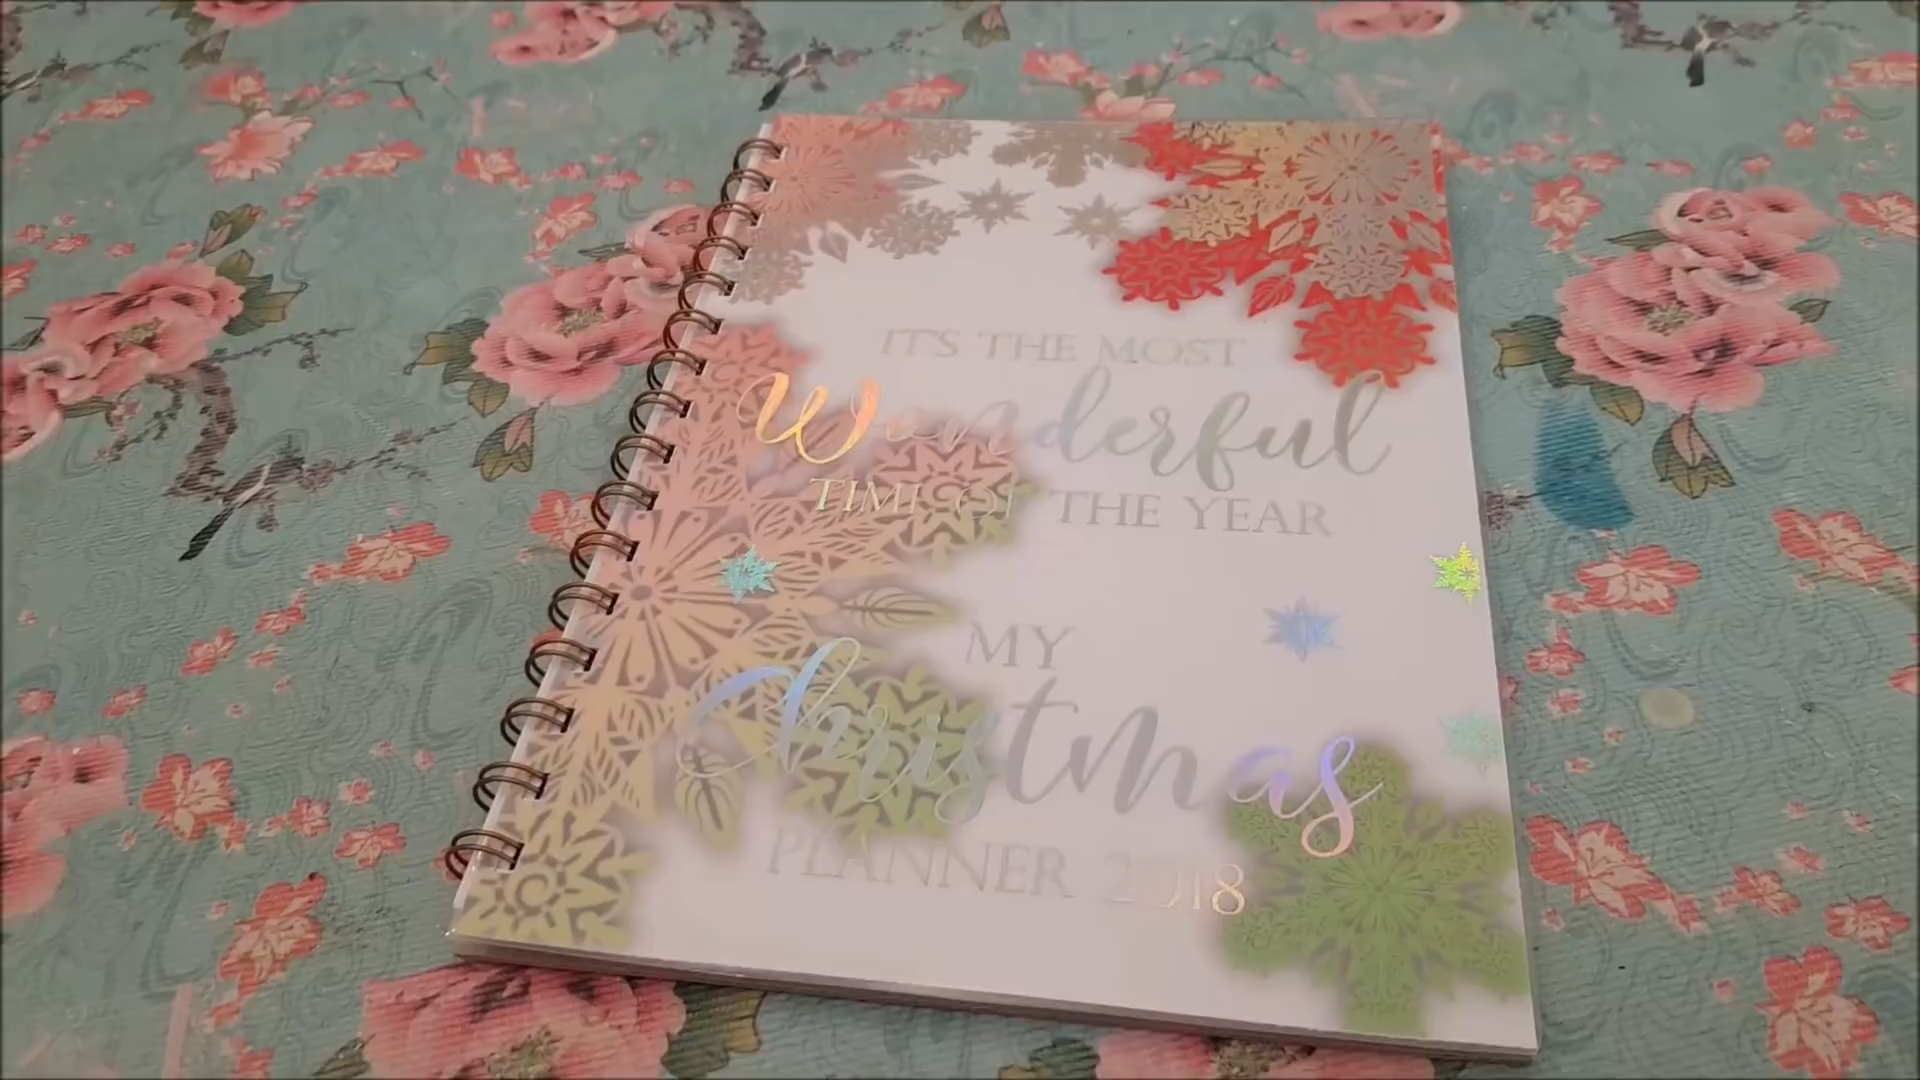 IT'S THE MOST
Wonderful
TIME OF THE YEAR
MY
Christmas
PLANNER 2018